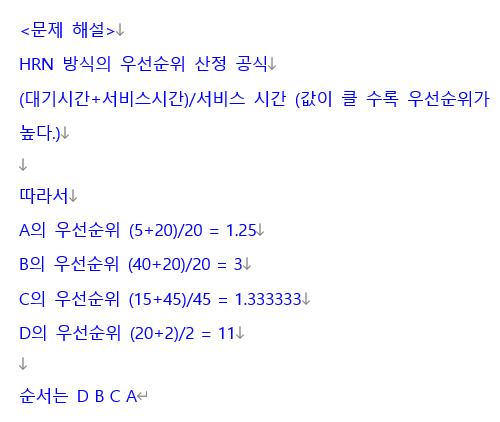 <문제 해설>↓
HRN 방식의 우선순위 산정 공식↓
(대기시간+서비스시간)/서비스 시간 (값이 클 수록 우선순위가
높다.)↓
↓
따라서↓
A의 우선순위 (5+20)/20 = 1.25↓
B의 우선순위 (40+20)/20 = 3↓
C의 우선순위 (15+45)/45 = 1.333333↓
D의 우선순위 (20+2)/2 = 11↓
↓
순서는 D B C A↵